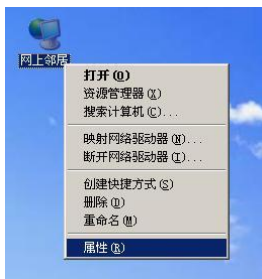 网上邻居
打开(O)
资源管理器(X)
搜索计算机(C)...
映射网络驱动器(N)...
断开网络驱动器(I)...
创建快捷方式(S)
删除(D)
重命名(M)
属性(R)